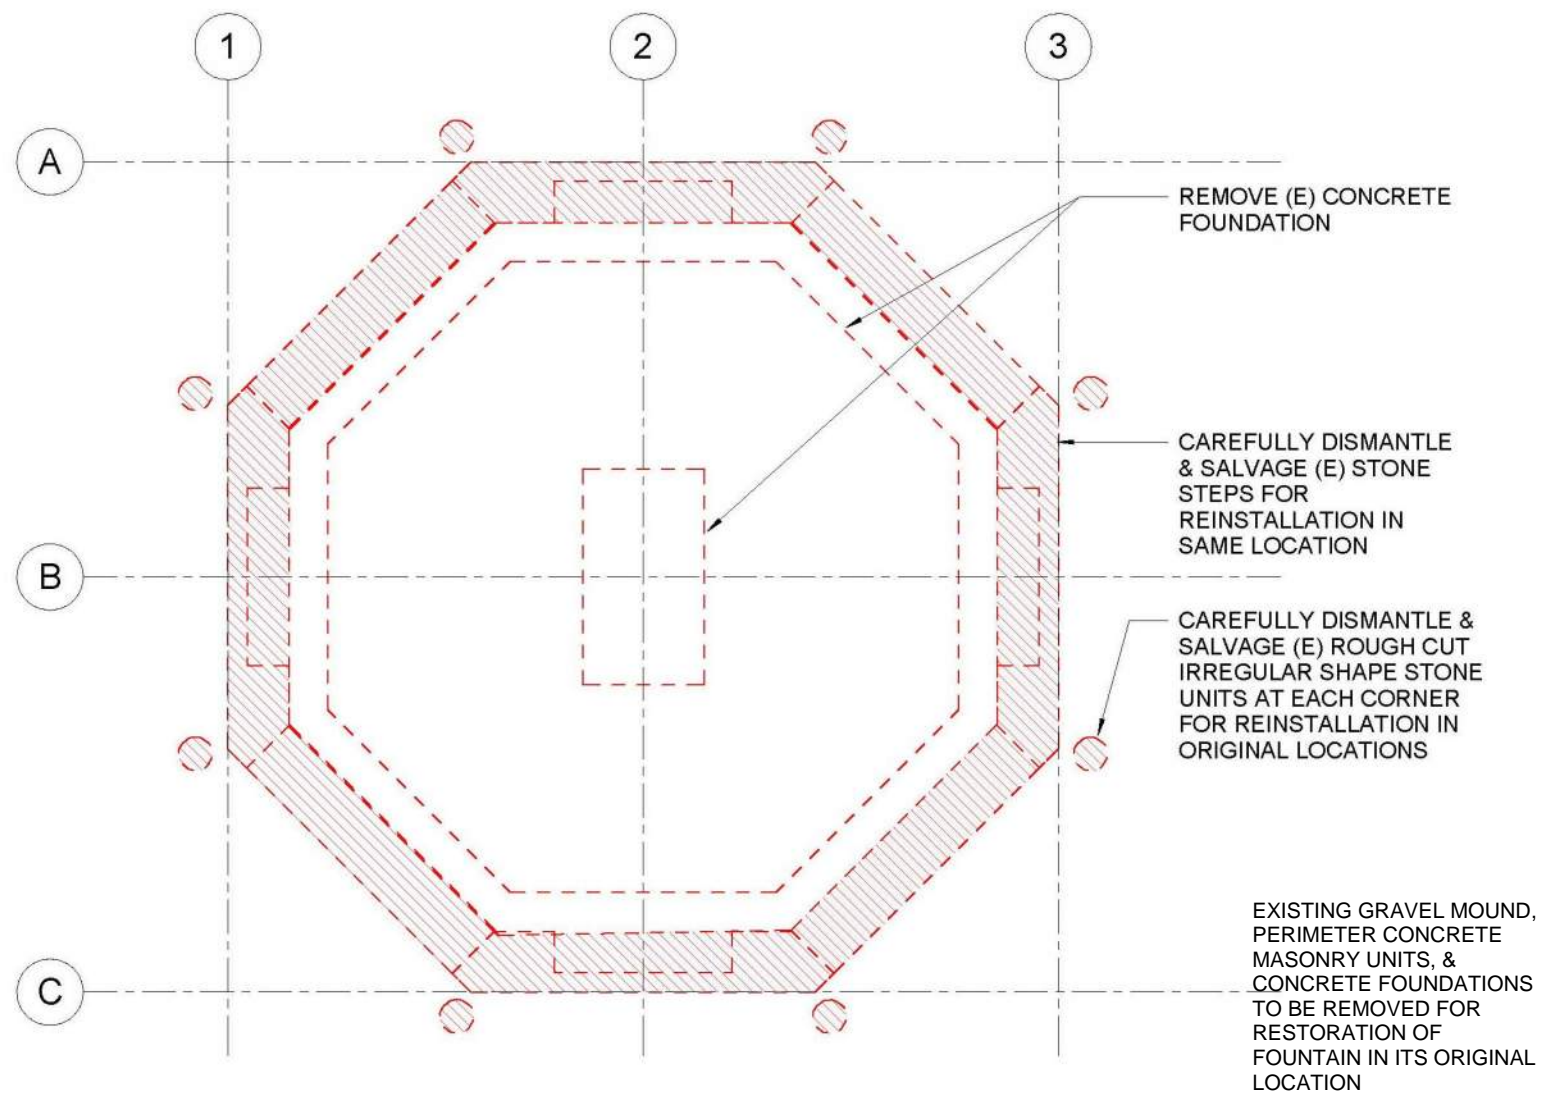 1
2
3
A
B
C
REMOVE (E) CONCRETE
FOUNDATION
CAREFULLY DISMANTLE
& SALVAGE (E) STONE
STEPS FOR
REINSTALLATION IN
SAME LOCATION
CAREFULLY DISMANTLE &
SALVAGE (E) ROUGH CUT
IRREGULAR SHAPE STONE
UNITS AT EACH CORNER
FOR REINSTALLATION IN
ORIGINAL LOCATIONS
EXISTING GRAVEL MOUND,
PERIMETER CONCRETE
MASONRY UNITS, &
CONCRETE FOUNDATIONS
TO BE REMOVED FOR
RESTORATION OF
FOUNTAIN IN ITS ORIGINAL
LOCATION